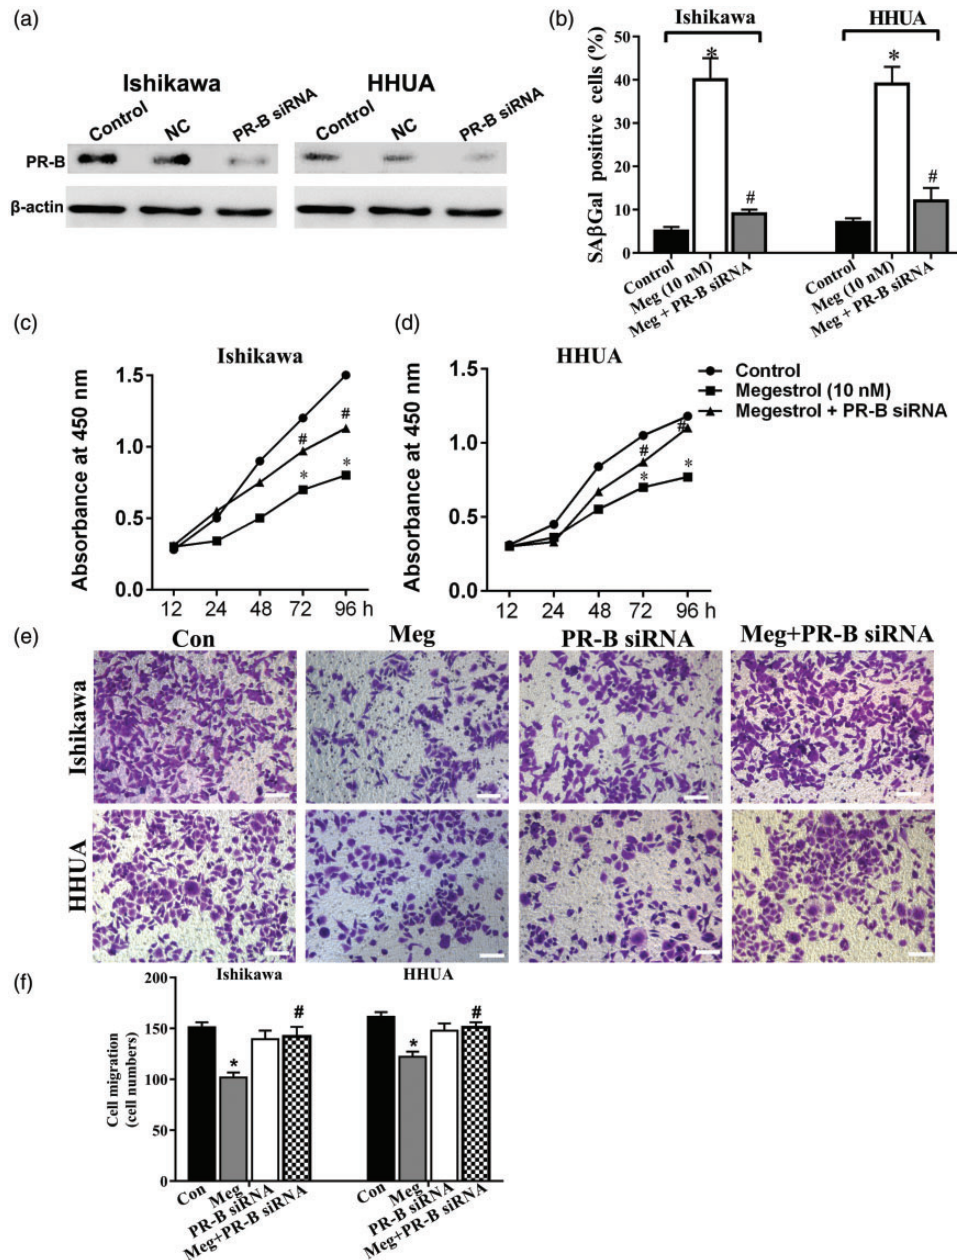 (a)
Ishikawa
HHUA
Control
NC
PR-B siRNA
Control
NC
PR-B siRNA
PR-B
β-actin
(b)
Ishikawa
HHUA
SAβGal positive cells (%)
50
40
30
20
10
0
*
#
*
#
Control
Meg (10 nM)
Meg + PR-B siRNA
Control
Meg (10 nM)
Meg + PR-B siRNA
(c)
Ishikawa
Absorbance at 450 nm
1.5
1.0
0.5
0.0
#
#
*
*
12 24 48 72 96 h
(d)
HHUA
Absorbance at 450 nm
1.5
1.0
0.5
0.0
#
#
*
*
12 24 48 72 96 h
Control
Megestrol (10 nM)
Megestrol + PR-B siRNA
(e)
Con
Meg
PR-B siRNA
Meg+PR-B siRNA
Ishikawa
HHUA
(f)
Ishikawa
HHUA
Cell migration
(cell numbers)
200
150
100
50
0
*
#
*
#
Con
Meg
PR-B siRNA
Meg+PR-B siRNA
Con
Meg
PR-B siRNA
Meg+PR-B siRNA